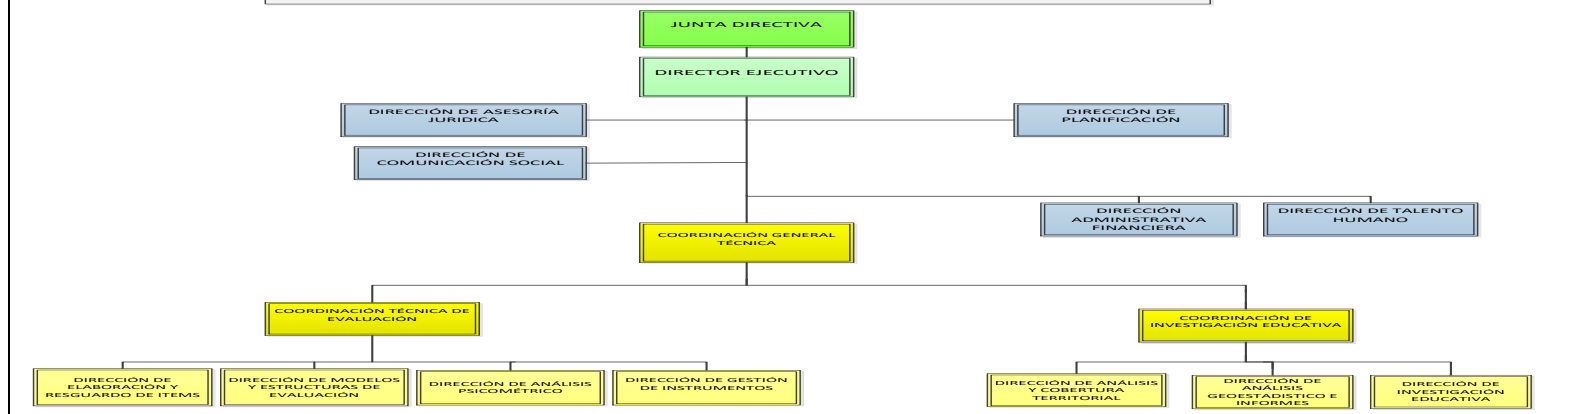 JUNTA DIRECTIVA
DIRECTOR EJECUTIVO
DIRECCIÓN DE ASESORÍA
JURIDICA
DIRECCIÓN DE
PLANIFICACIÓN
DIRECCIÓN DE
COMUNICACIÓN SOCIAL
DIRECCIÓN
ADMINISTRATIVA
FINANCIERA
DIRECCIÓN DE TALENTO
HUMANO
COORDINACIÓN GENERAL
TÉCNICA
COORDINACIÓN TÉCNICA DE
EVALUACIÓN
COORDINACIÓN DE
INVESTIGACIÓN EDUCATIVA
DIRECCIÓN DE
ELABORACIÓN Y
RESGUARDO DE ITEMS
DIRECCIÓN DE MODELOS
Y ESTRUCTURAS DE
EVALUACIÓN
DIRECCIÓN DE ANÁLISIS
PSICOMÉTRICO
DIRECCIÓN DE GESTIÓN
DE INSTRUMENTOS
DIRECCIÓN DE ANÁLISIS
Y COBERTURA
TERRITORIAL
DIRECCIÓN DE
ANÁLISIS
GEOESTADISTICO E
INFORMES
DIRECCIÓN DE
INVESTIGACIÓN
EDUCATIVA